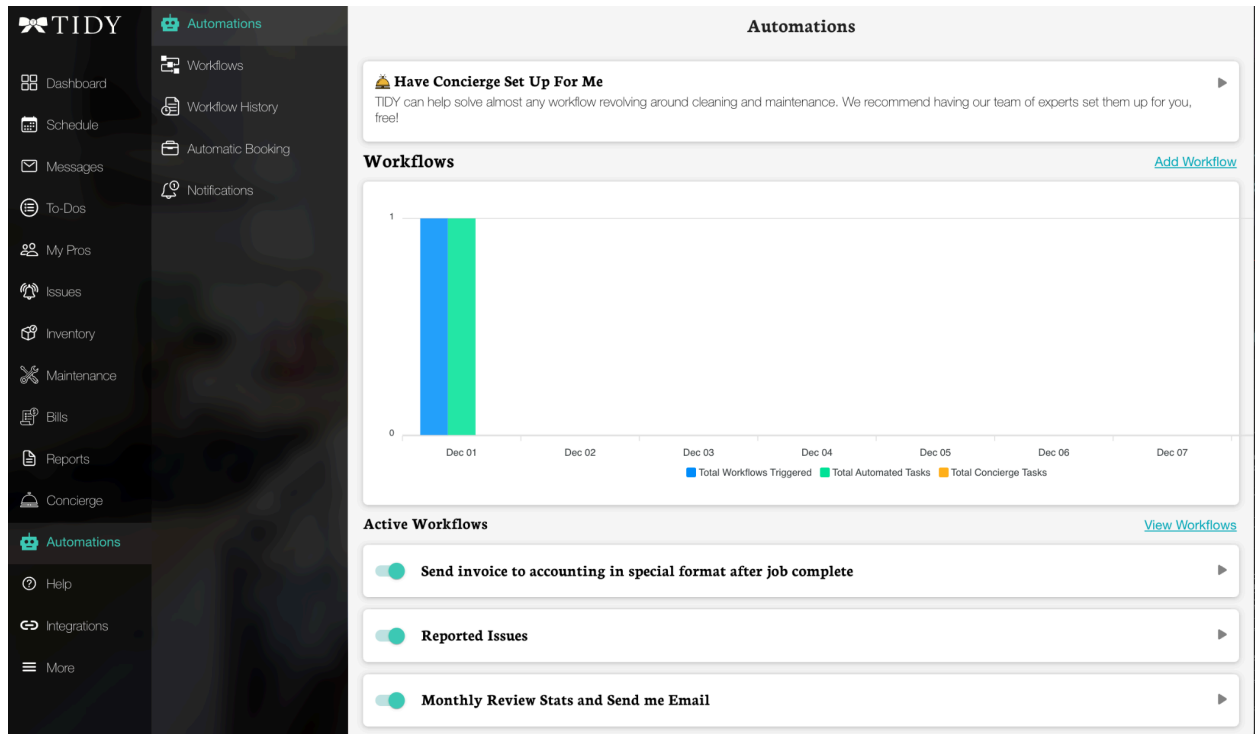 TIDY
Dashboard
Schedule
Messages
To-Dos
My Pros
Issues
Inventory
Maintenance
Bills
Reports
Concierge
Automations
Help
Integrations
More
Automations
Workflows
Workflow History
Automatic Booking
Notifications
Automations
Have Concierge Set Up For Me
TIDY can help solve almost any workflow revolving around cleaning and maintenance. We recommend having our team of experts set them up for you,
free!
Workflows
Add Workflow
1
0
Dec 01 Dec 02 Dec 03 Dec 04 Dec 05 Dec 06 Dec 07
Total Workflows Triggered Total Automated Tasks Total Concierge Tasks
Active Workflows
View Workflows
Send invoice to accounting in special format after job complete
Reported Issues
Monthly Review Stats and Send me Email